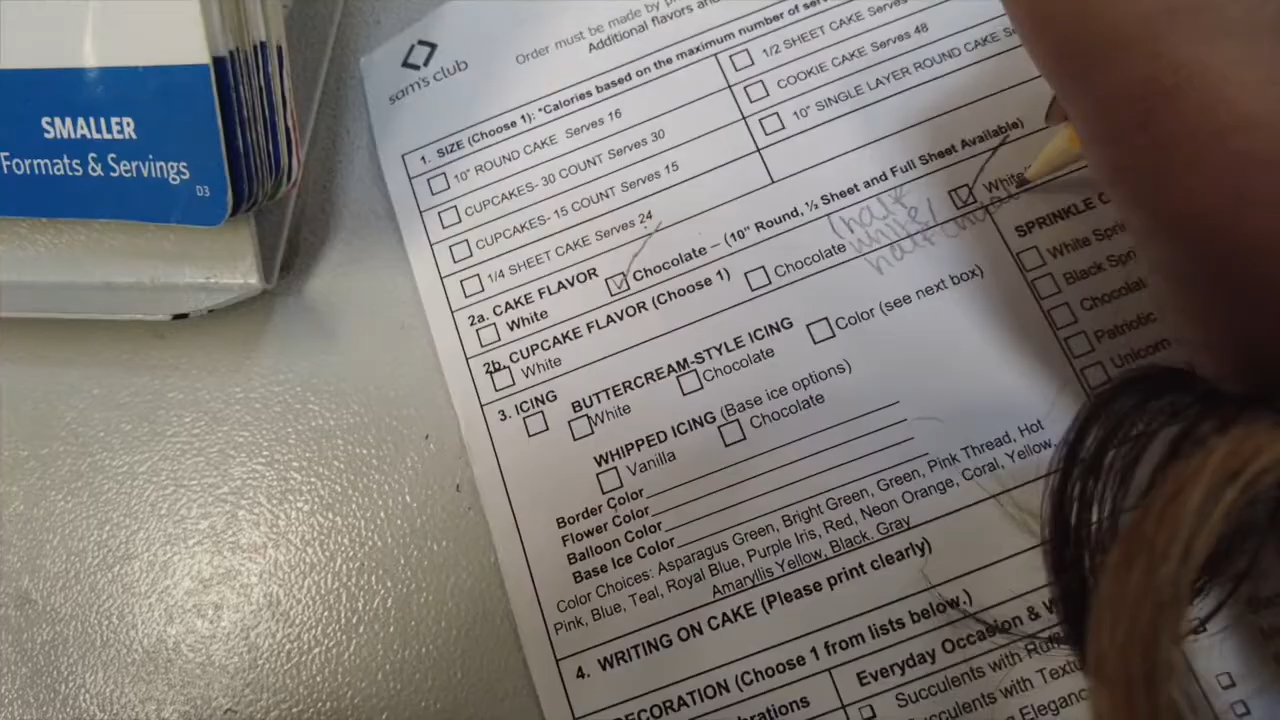 SMALLER
Formats & Servings
D3
sam's club
Order must be made by
Additional flavors
1. SIZE (Choose 1): *Calories based on the maximum number of
10" ROUND CAKE Serves 16
CUPCAKES- 30 COUNT Serves 30
CUPCAKES- 15 COUNT Serves 15
1/4 SHEET CAKE Serves 24
1/2 SHEET CAKE Serves
COOKIE CAKE Serves 48
10" SINGLE LAYER ROUND CAKE
2a. CAKE FLAVOR
White
Chocolate – (10" Round, ½ Sheet and Full Sheet Available)
White
(half
white/
half
2b. CUPCAKE FLAVOR (Choose 1)
White
Chocolate
3. ICING
BUTTERCREAM-STYLE ICING
White
Chocolate
Color (see next box)
WHIPPED ICING (Base ice options)
Vanilla
Chocolate
Border Color
Flower Color
Balloon Color
Base Ice Color
Color Choices: Asparagus Green, Bright Green, Green, Pink Thread, Hot
Pink, Blue, Teal, Royal Blue, Purple Iris, Red, Neon Orange, Coral, Yellow,
Amaryllis Yellow, Black. Gray
SPRINKLE
White
Black
Patriotic
Unicorn
4. WRITING ON CAKE (Please print clearly)
(Choose 1 from lists below.)
Everyday Occasion &
Succulents with
with